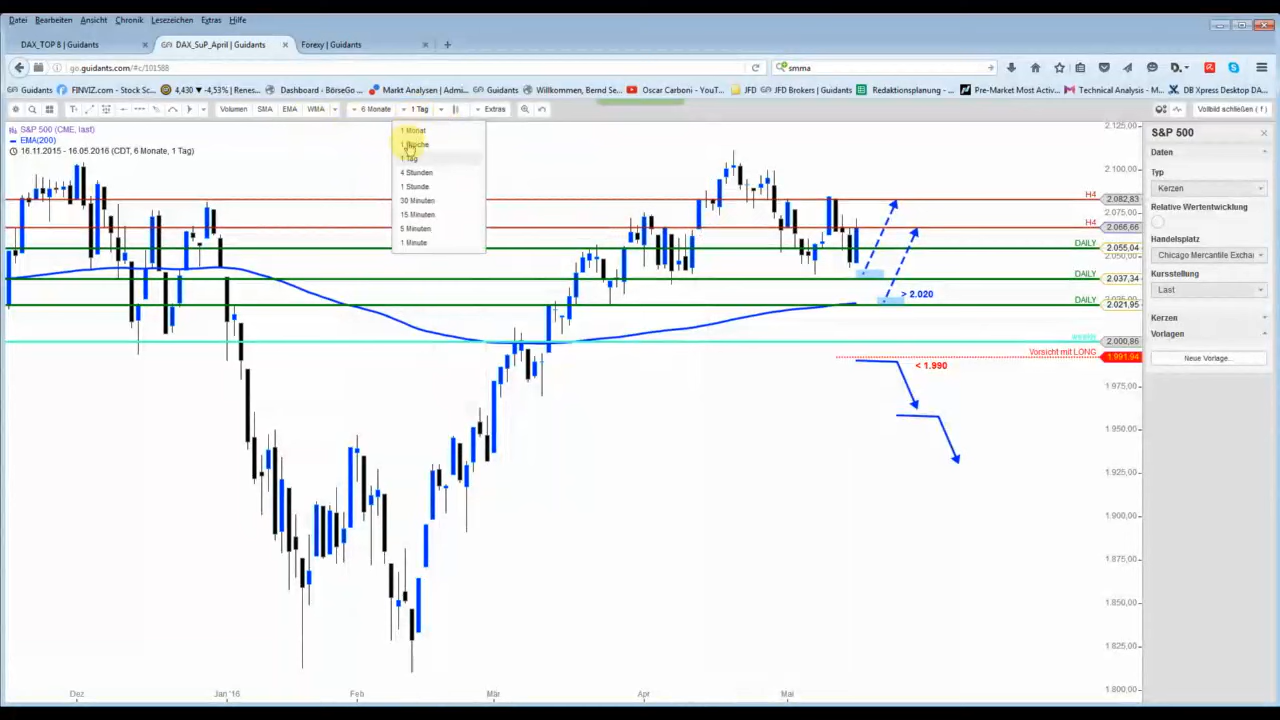 Datei Bearbeiten Ansicht Chronik Lesezeichen Extras Hilfe
DAX_TOP 8 | Guidants
DAX_SuP_April | Guidants
Forexy | Guidants
go.guidants.com/#c/101588
smma
Guidants
FINVIZ.com - Stock Sc...
4,430 -4,53% | Renes...
Dashboard - BörseGo ...
Markt Analysen | Admi...
Willkommen, Bernd Se...
Oscar Carboni - YouT...
JFD Brokers | Guidants
Redaktionsplanung - ...
Pre-Market Most Activ...
Technical Analysis - M...
DB Xpress Desktop DA...
Volumen SMA EMA WMA 6 Monate 1 Tag Extras
Vollbild schließen ( f )
S&P 500 (CME, last)
EMA(200)
16.11.2015 - 16.05.2016 (CDT, 6 Monate, 1 Tag)
1 Monat
1 Woche
1 Tag
4 Stunden
1 Stunde
30 Minuten
15 Minuten
5 Minuten
1 Minute
2.125,00
2.100,00
H4 2.082,83
2.075,00
H4 2.066,66
DAILY 2.055,04
2.050,00
DAILY 2.037,34
> 2.020
DAILY 2.021,95
2.000,86
Vorsicht mit LONG
1.991,94
< 1.990
1.975,00
1.950,00
1.925,00
1.900,00
1.875,00
1.850,00
1.825,00
1.800,00
Dez Jan '16 Feb Mär Apr Mai
S&P 500
Daten
Typ
Kerzen
Relative Wertentwicklung
Handelsplatz
Chicago Mercantile Exchar
Kursstellung
Last
Kerzen
Vorlagen
Neue Vorlage...